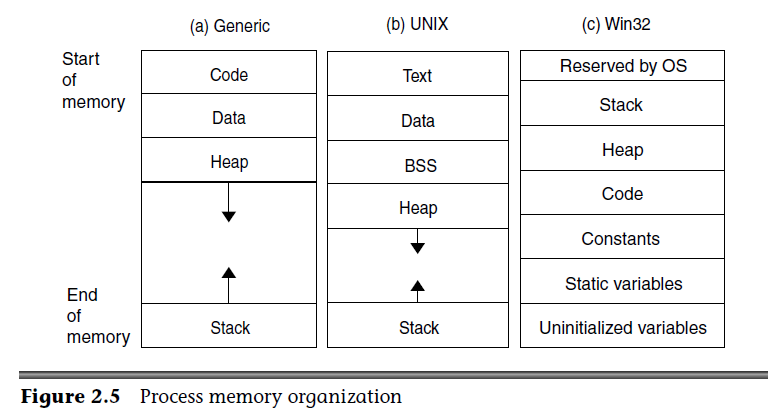 (a) Generic
(b) UNIX
(c) Win32
Start
of
memory
Code
Data
Heap
Stack
Text
Data
BSS
Heap
Stack
Reserved by OS
Stack
Heap
Code
Constants
Static variables
Uninitialized variables
End
of
memory
Figure 2.5 Process memory organization